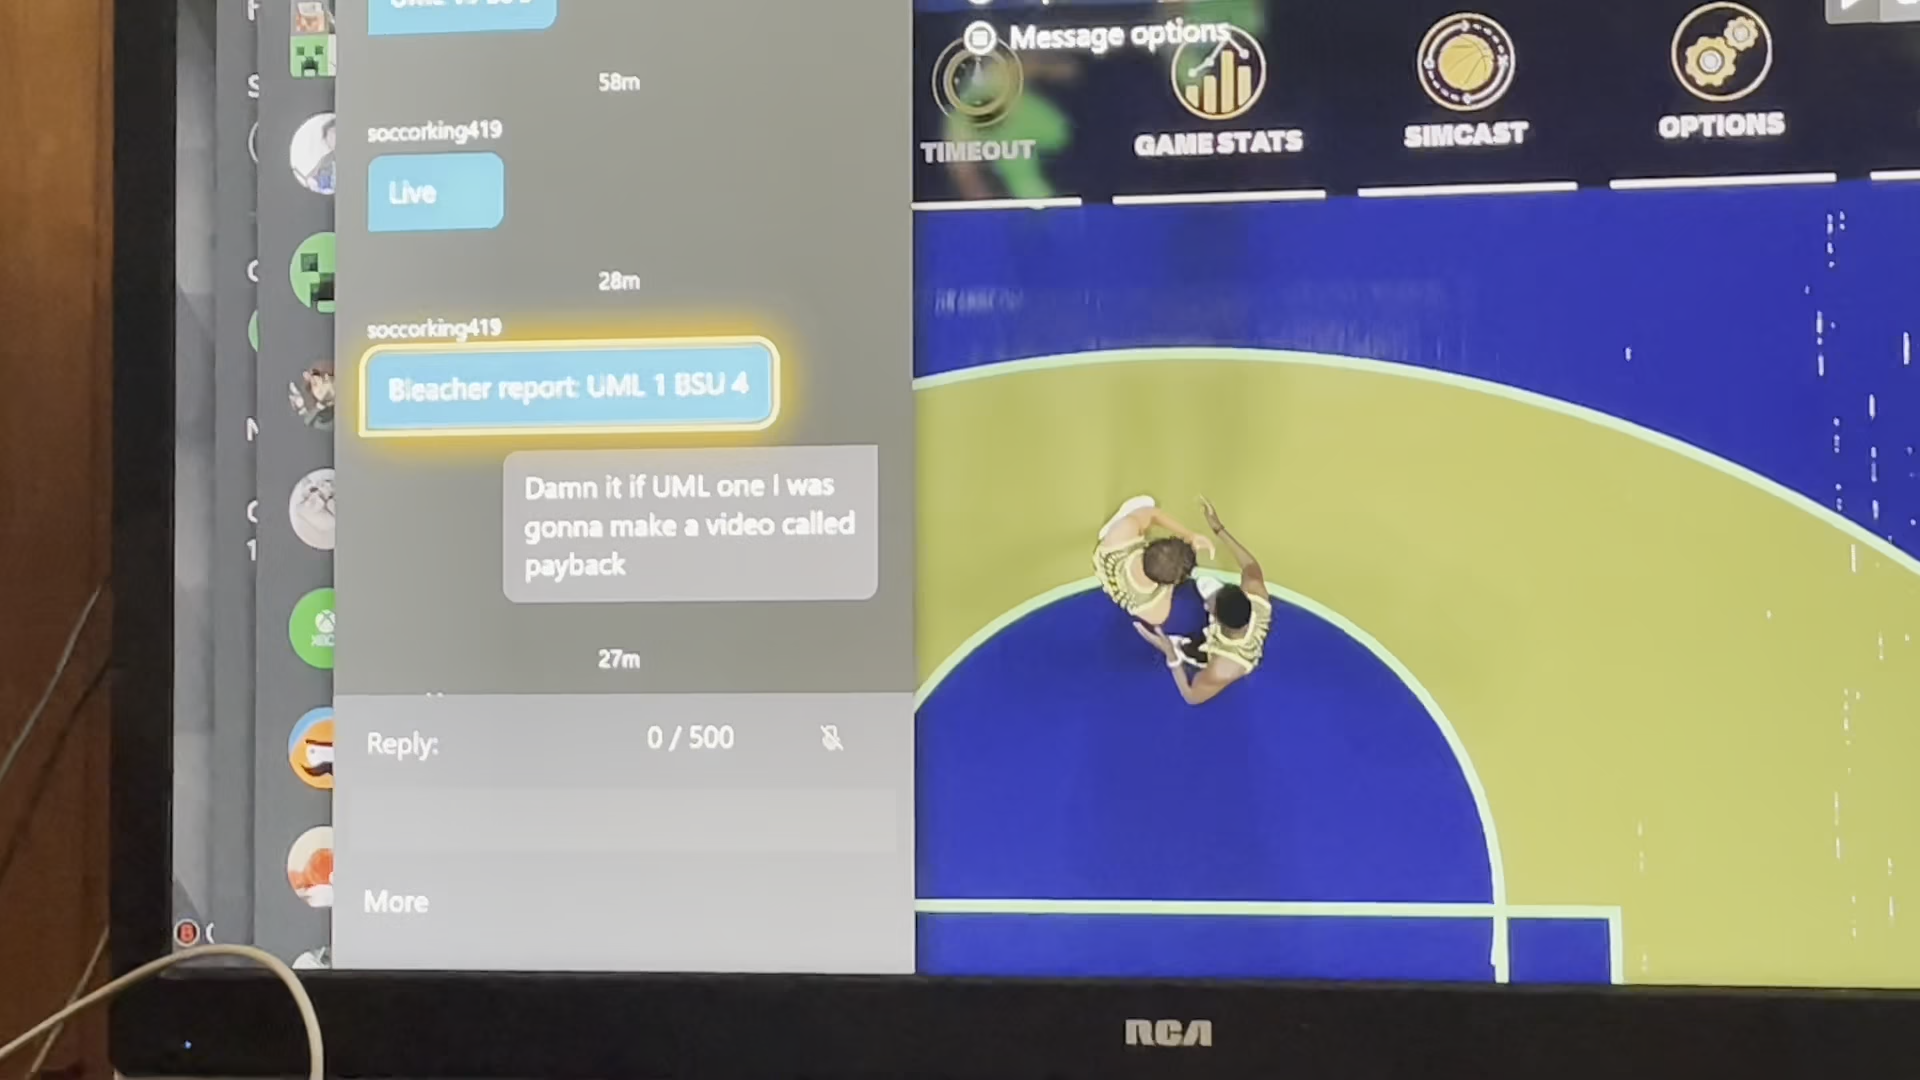 58m
Message options
soccorking419
Live
TIMEOUT
GAME STATS
SIMCAST
OPTIONS
28m
soccorking419
Bleacher report: UML 1 BSU 4
Damn it if UML one I was
gonna make a video called
payback
27m
Reply:
0 / 500
More
B
RCA